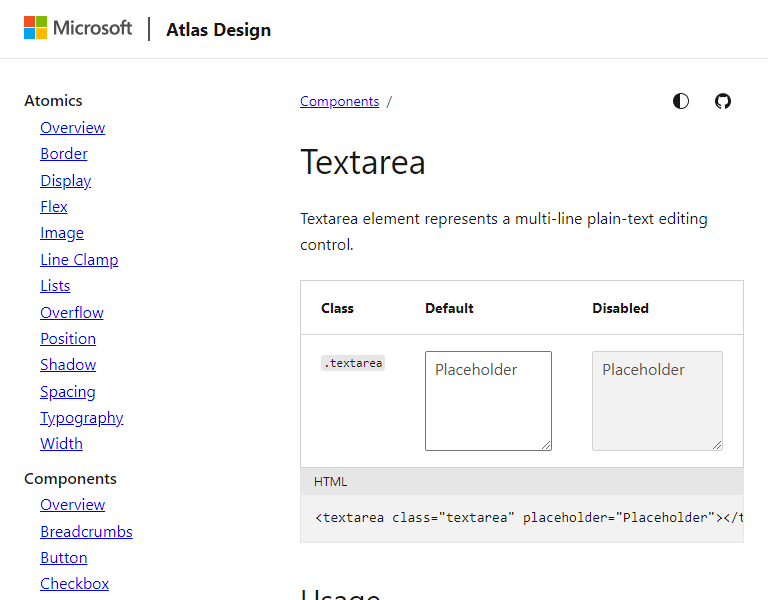 Microsoft | Atlas Design
Atomics
Overview
Border
Display
Flex
Image
Line Clamp
Lists
Overflow
Position
Shadow
Spacing
Typography
Width
Components
Overview
Breadcrumbs
Button
Checkbox
Components /
Textarea
Textarea element represents a multi-line plain-text editing
control.
Class Default Disabled
.textarea Placeholder Placeholder
HTML
<textarea class="textarea" placeholder="Placeholder"></t
Usage